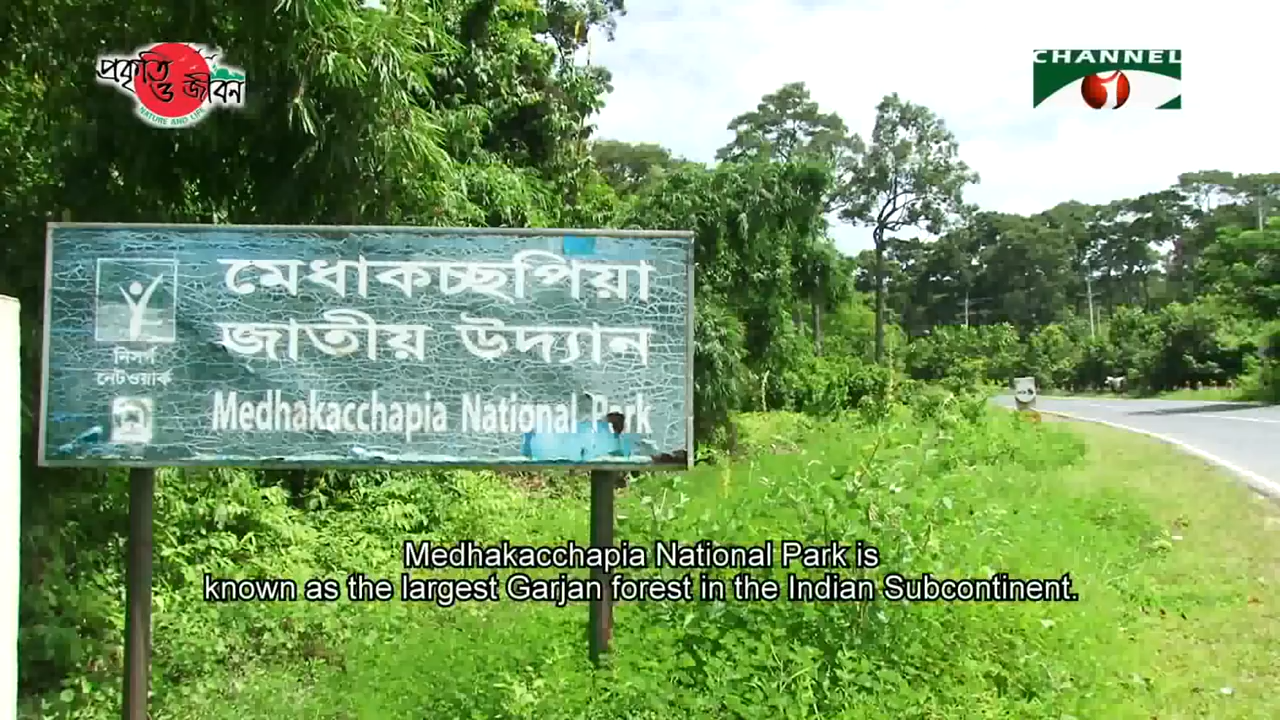 প্রকৃতি
ও জীবন
NATURE AND LIFE
CHANNEL
মেধাকচ্ছপিয়া
জাতীয় উদ্যান
নিসর্গ
নেটওয়ার্ক
Medhakacchapia National Park
Medhakacchapia National Park is
known as the largest Garjan forest in the Indian Subcontinent.